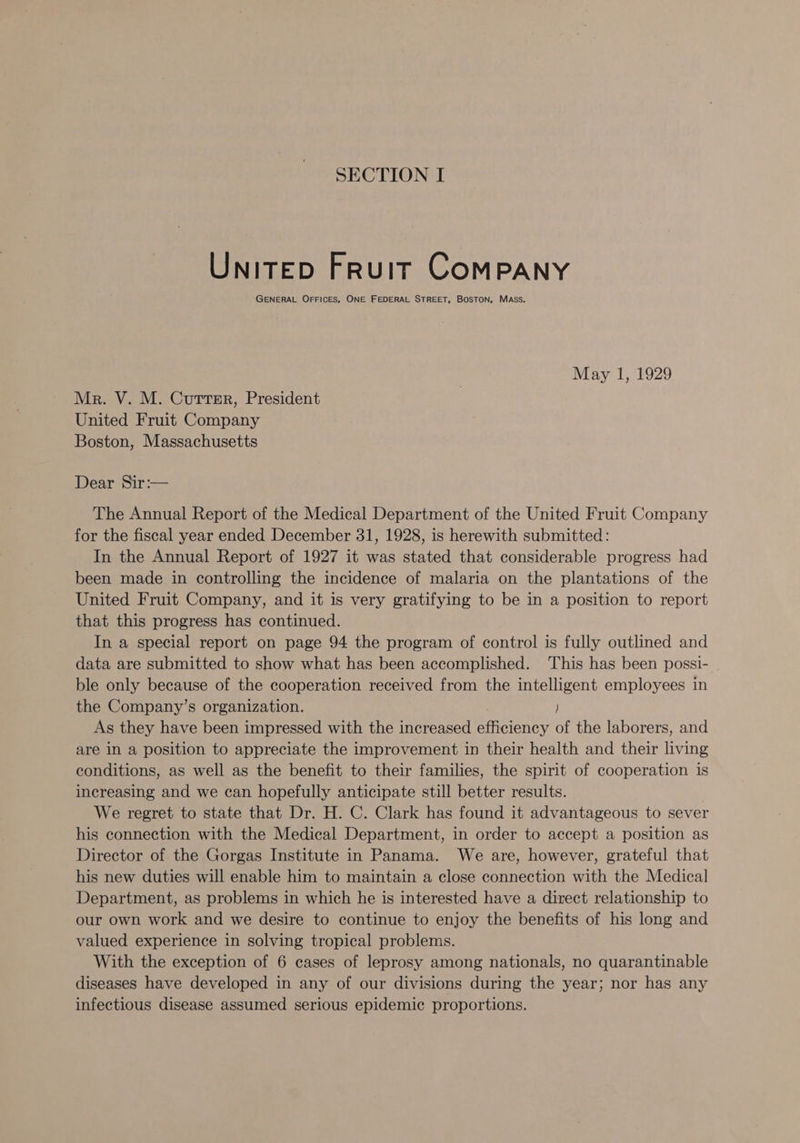 SECTION I
UNITED FRUIT COMPANY
GENERAL OFFICES, ONE FEDERAL STREET, BOSTON, MASS.
May 1, 1929
MR. V. M. CUTTER, President
United Fruit Company
Boston, Massachusetts
Dear Sir:—
The Annual Report of the Medical Department of the United Fruit Company
for the fiscal year ended December 31, 1928, is herewith submitted:
In the Annual Report of 1927 it was stated that considerable progress had
been made in controlling the incidence of malaria on the plantations of the
United Fruit Company, and it is very gratifying to be in a position to report
that this progress has continued.
In a special report on page 94 the program of control is fully outlined and
data are submitted to show what has been accomplished. This has been possi-
ble only because of the cooperation received from the intelligent employees in
the Company's organization.
As they have been impressed with the increased efficiency of the laborers, and
are in a position to appreciate the improvement in their health and their living
conditions, as well as the benefit to their families, the spirit of cooperation is
increasing and we can hopefully anticipate still better results.
We regret to state that Dr. H. C. Clark has found it advantageous to sever
his connection with the Medical Department, in order to accept a position as
Director of the Gorgas Institute in Panama. We are, however, grateful that
his new duties will enable him to maintain a close connection with the Medical
Department, as problems in which he is interested have a direct relationship to
our own work and we desire to continue to enjoy the benefits of his long and
valued experience in solving tropical problems.
With the exception of 6 cases of leprosy among nationals, no quarantinable
diseases have developed in any of our divisions during the year; nor has any
infectious disease assumed serious epidemic proportions.